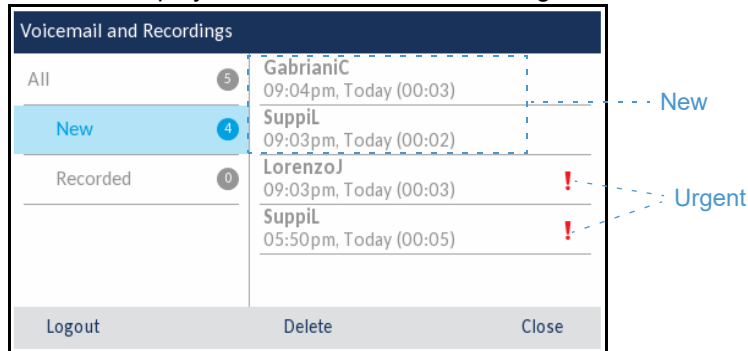 Voicemail and Recordings
All 5
New 4
Recorded 0
GabrianiC
09:04pm, Today (00:03)
SuppiL
09:03pm, Today (00:02)
LorenzoJ
09:03pm, Today (00:03) !
SuppiL
05:50pm, Today (00:05) !
New
Urgent
Logout Delete Close